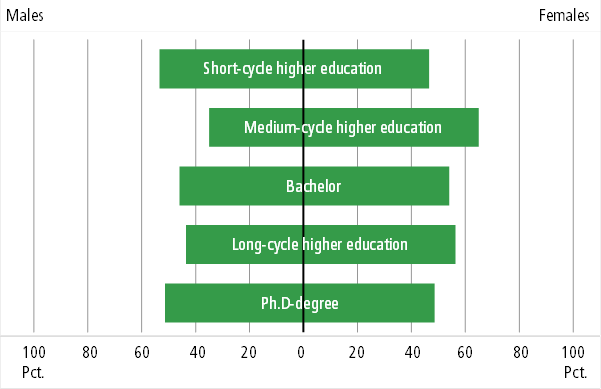 Males Females
Short-cycle higher education
Medium-cycle higher education
Bachelor
Long-cycle higher education
Ph.D-degree
100 80 60 40 20 0 20 40 60 80 100
Pct. Pct.